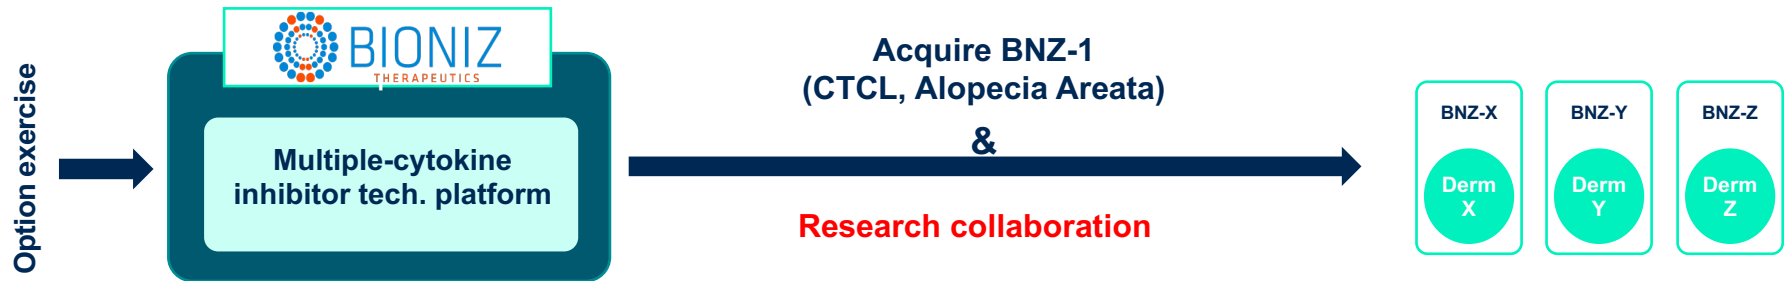 Option exercise
BIONIZ
THERAPEUTICS
Multiple-cytokine
inhibitor tech. platform
Acquire BNZ-1
(CTCL, Alopecia Areata)
&
Research collaboration
BNZ-X
Derm
X
BNZ-Y
Derm
Y
BNZ-Z
Derm
Z